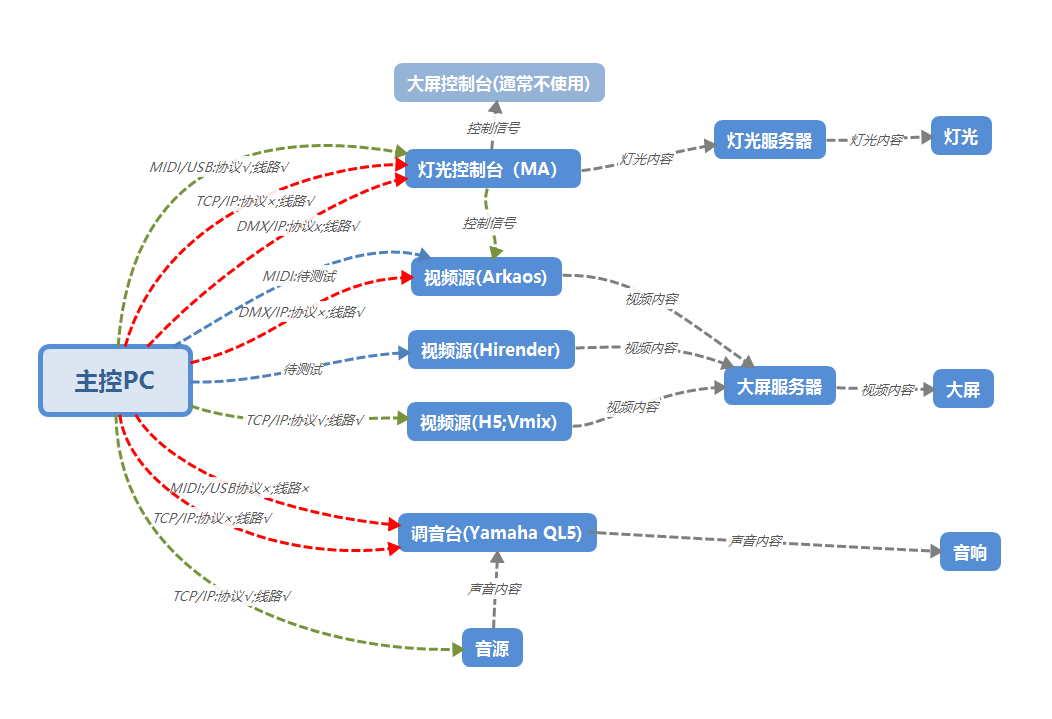 大屏控制台(通常不使用)
控制信号
灯光控制台（MA）
灯光内容
灯光服务器
灯光内容
灯光
MIDI/USB:协议√;线路√
TCP/IP:协议×;线路√
DMX/IP:协议x;线路√
控制信号
MIDI:待测试
视频源(Arkaos)
视频内容
DMX/IP:协议×;线路√
视频源(Hirender)
视频内容
待测试
主控PC
大屏服务器
视频内容
大屏
视频内容
TCP/IP:协议√;线路√
视频源(H5;Vmix)
MIDI:/USB协议×;线路×
TCP/IP:协议×;线路√
调音台(Yamaha QL5)
声音内容
音响
声音内容
TCP/IP:协议√;线路√
音源